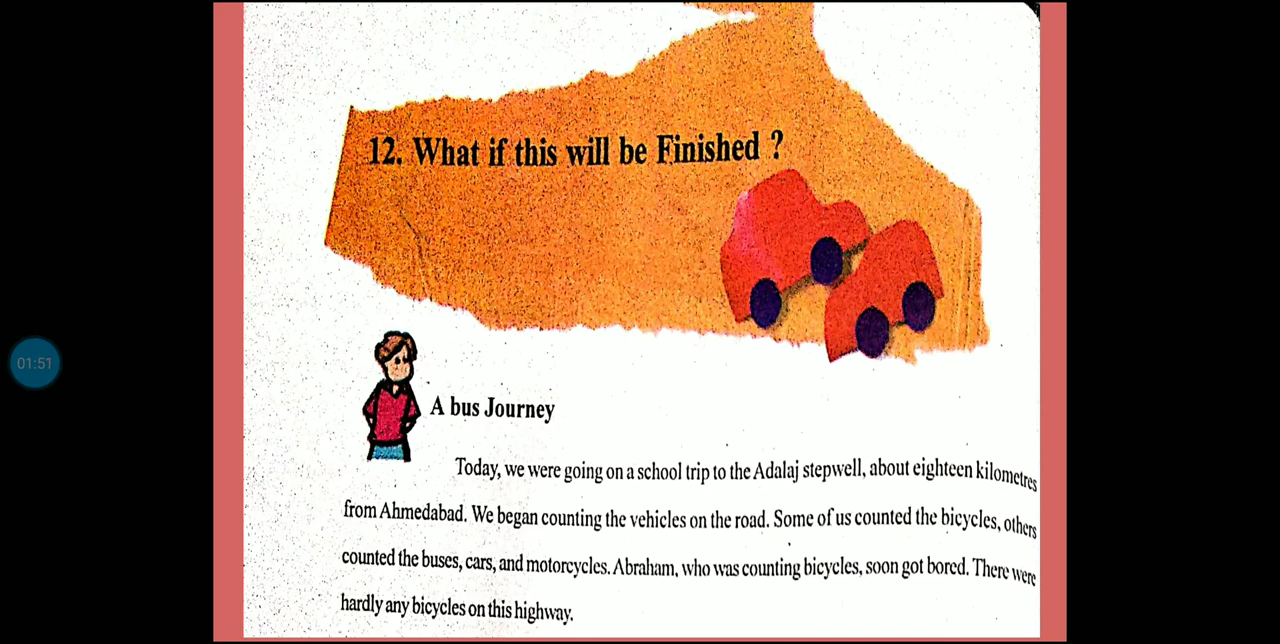 12. What if this will be Finished ?
01:51
A bus Journey
Today, we were going on a school trip to the Adalaj stepwell, about eighteen kilometres
from Ahmedabad. We began counting the vehicles on the road. Some of us counted the bicycles, others
counted the buses, cars, and motorcycles. Abraham, who was counting bicycles, soon got bored. There were
hardly any bicycles on this highway.